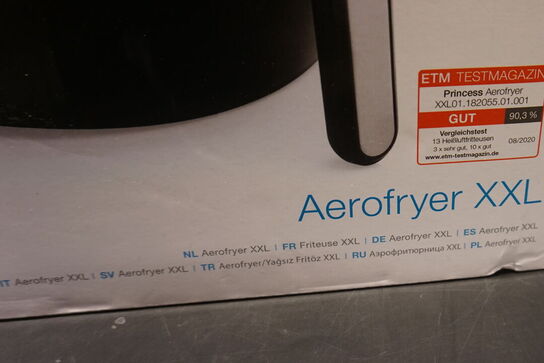 ETM TESTMAGAZIN
Princess Aerofryer
XXL01.182055.01.001
GUT 90,3 %
Vergleichstest
13 Heißluftfritteusen
3 x sehr gut, 10 x gut
08/2020
www.etm-testmagazin.de
Aerofryer XXL
NL Aerofryer XXL | FR Friteuse XXL | DE Aerofryer XXL | ES Aerofryer XXL
IT Aerofryer XXL | SV Aerofryer XXL | TR Aerofryer/Yağsız Fritöz XXL | RU Аэрофритюрница XXL | PL Aerofryer XXL